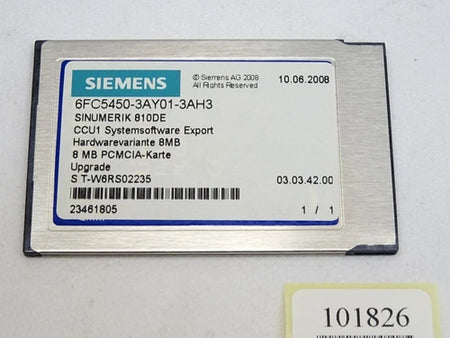 SIEMENS
© Siemens AG 2008
All Rights Reserved
10.06.2008
6FC5450-3AY01-3AH3
SINUMERIK 810DE
CCU1 Systemsoftware Export
Hardwarevariante 8MB
8 MB PCMCIA-Karte
Upgrade
S T-W6RS02235
03.03.42.00
23461805
1 / 1
101826